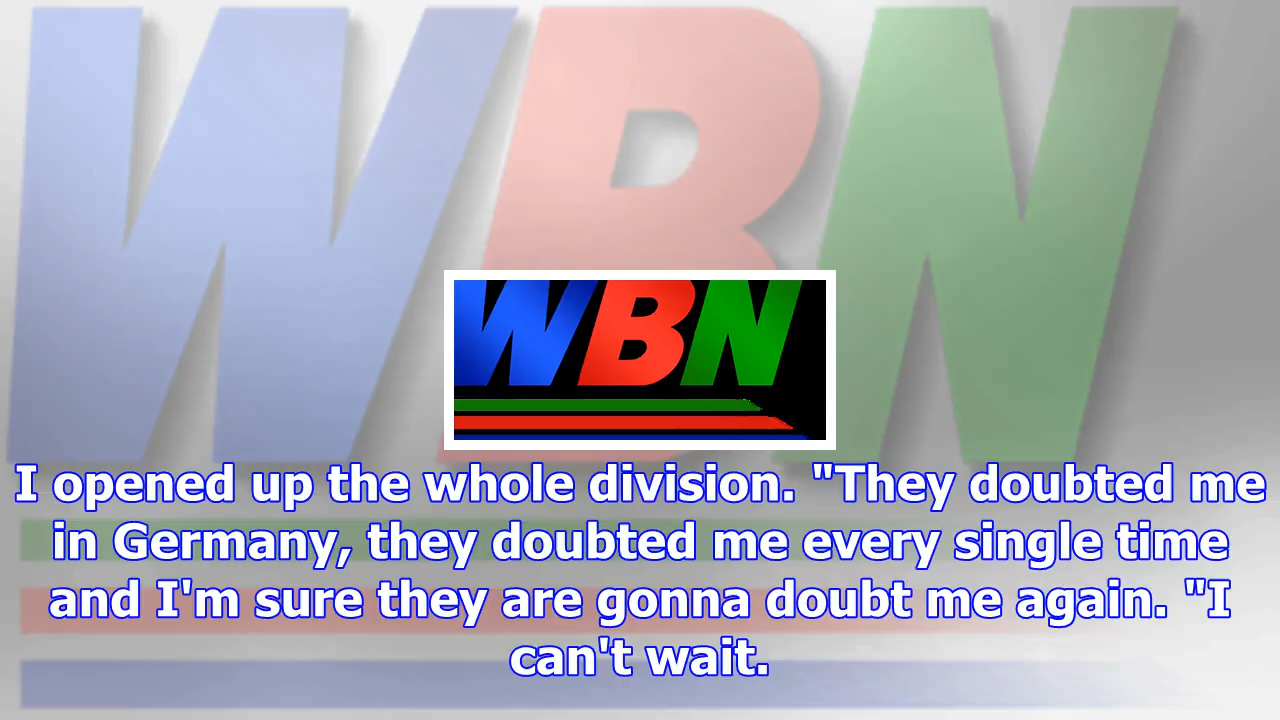 WBN
WBN
I opened up the whole division. "They doubted me
in Germany, they doubted me every single time
and I'm sure they are gonna doubt me again. "I
can't wait.